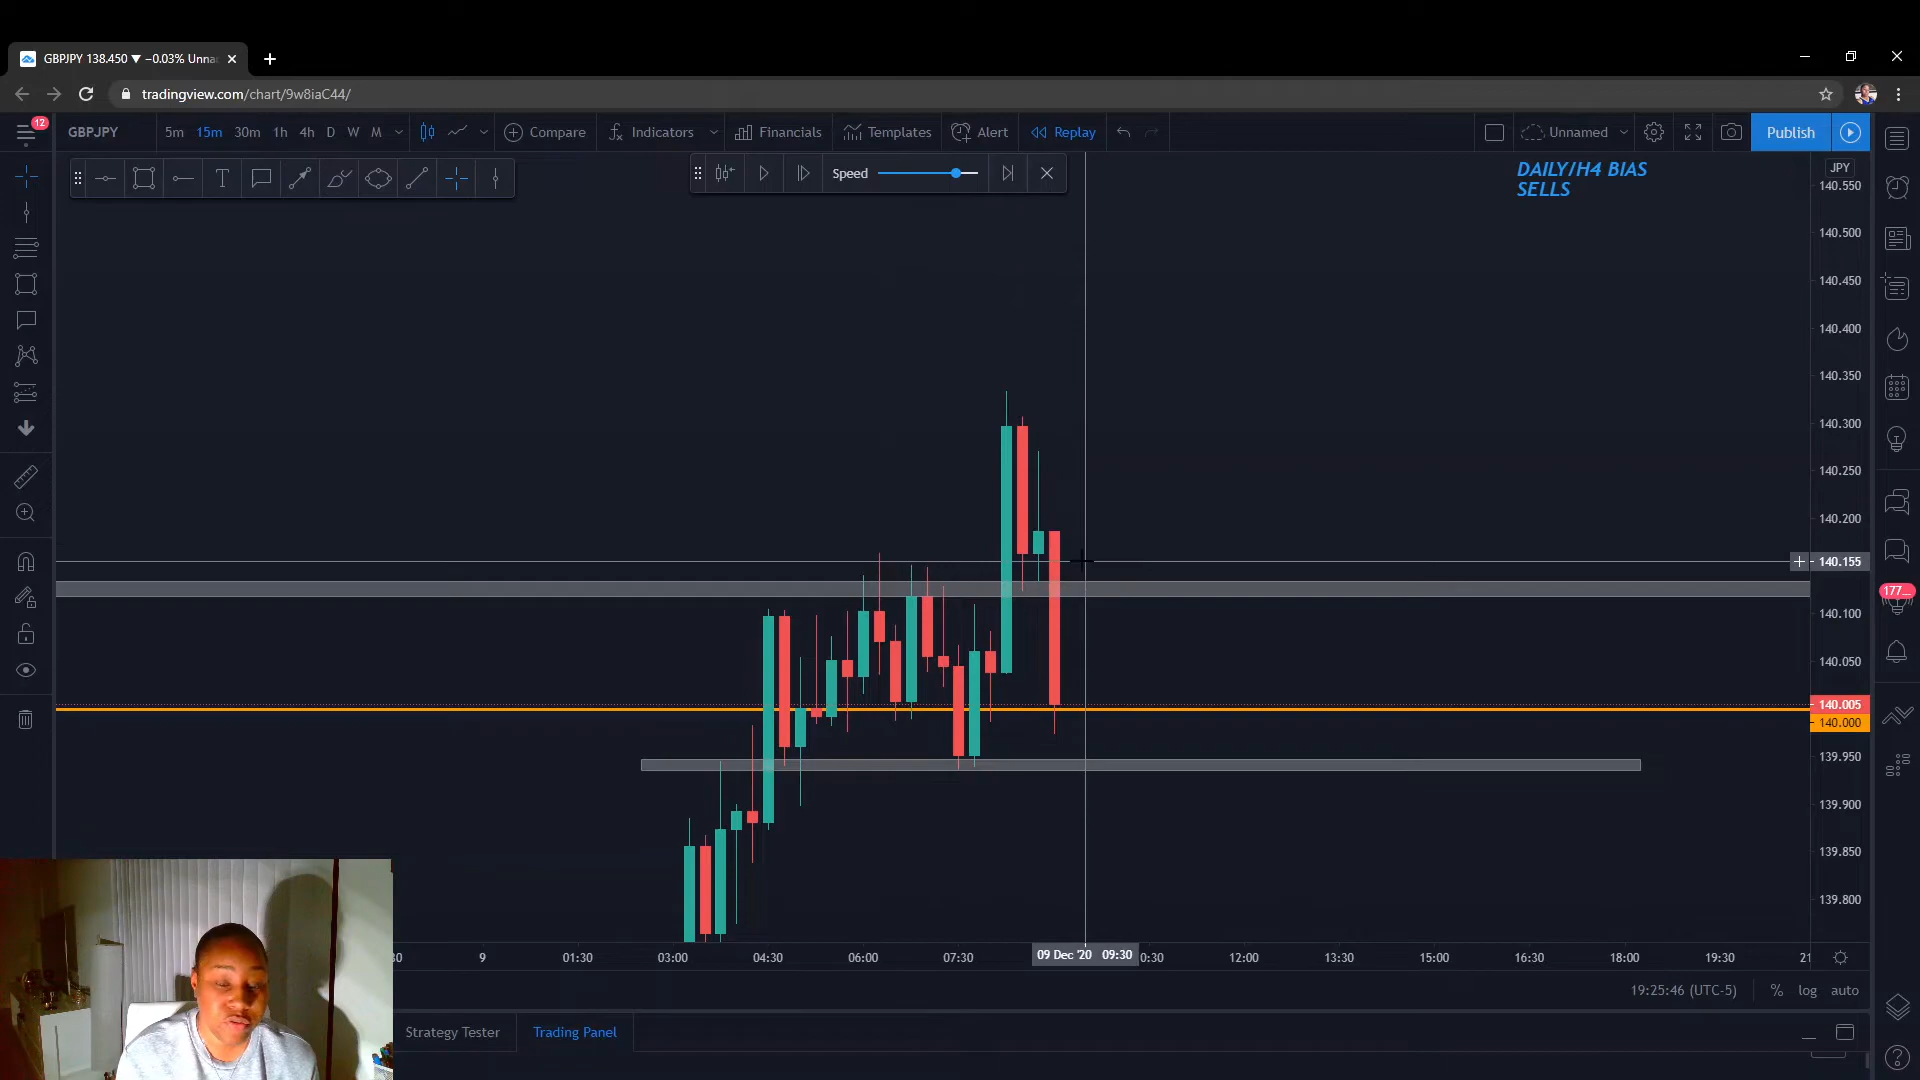 GBPJPY 138.450 ▼ −0.03% Unna
tradingview.com/chart/9w8iaC44/
12
GBPJPY 5m 15m 30m 1h 4h D W M Compare Indicators Financials Templates Alert Replay Unnamed Publish
T Speed
DAILY/H4 BIAS
SELLS
JPY
140.550
140.500
140.450
140.400
140.350
140.300
140.250
140.200
140.155
177...
140.100
140.050
140.005
140.000
139.950
139.900
139.850
139.800
30 9 01:30 03:00 04:30 06:00 07:30 09 Dec '20 09:30 0:30 12:00 13:30 15:00 16:30 18:00 19:30 21
19:25:46 (UTC-5) % log auto
Strategy Tester Trading Panel